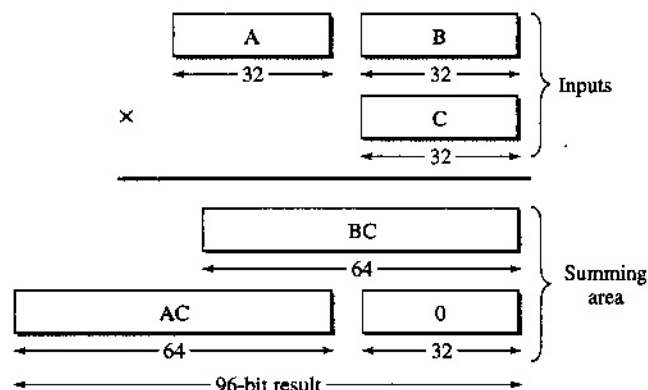 A B
32 32
Inputs
× C
32
BC
64
Summing
area
AC 0
64 32
96-bit result